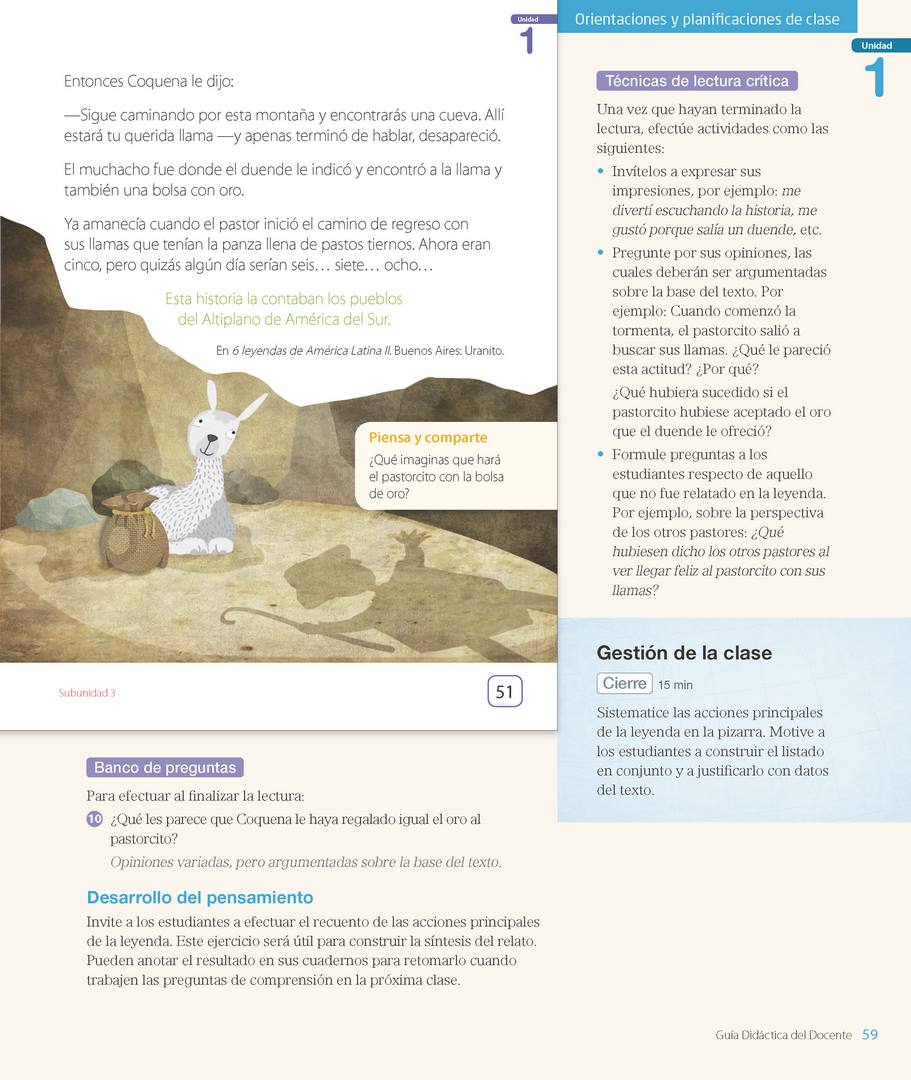 Unidad
1
Entonces Coquena le dijo:
—Sigue caminando por esta montaña y encontrarás una cueva. Allí
estará tu querida llama —y apenas terminó de hablar, desapareció.
El muchacho fue donde el duende le indicó y encontró a la llama y
también una bolsa con oro.
Ya amanecía cuando el pastor inició el camino de regreso con
sus llamas que tenían la panza llena de pastos tiernos. Ahora eran
cinco, pero quizás algún día serían seis… siete… ocho…
Esta historia la contaban los pueblos
del Altiplano de América del Sur.
En 6 leyendas de América Latina II. Buenos Aires: Uranito.
Piensa y comparte
¿Qué imaginas que hará
el pastorcito con la bolsa
de oro?
Subunidad 3
51
Banco de preguntas
Para efectuar al finalizar la lectura:
10 ¿Qué les parece que Coquena le haya regalado igual el oro al
pastorcito?
Opiniones variadas, pero argumentadas sobre la base del texto.
Desarrollo del pensamiento
Invite a los estudiantes a efectuar el recuento de las acciones principales
de la leyenda. Este ejercicio será útil para construir la síntesis del relato.
Pueden anotar el resultado en sus cuadernos para retomarlo cuando
trabajen las preguntas de comprensión en la próxima clase.
Orientaciones y planificaciones de clase
Unidad
1
Técnicas de lectura crítica
Una vez que hayan terminado la
lectura, efectúe actividades como las
siguientes:
• Invítelos a expresar sus
impresiones, por ejemplo: me
divertí escuchando la historia, me
gustó porque salía un duende, etc.
• Pregunte por sus opiniones, las
cuales deberán ser argumentadas
sobre la base del texto. Por
ejemplo: Cuando comenzó la
tormenta, el pastorcito salió a
buscar sus llamas. ¿Qué le pareció
esta actitud? ¿Por qué?
¿Qué hubiera sucedido si el
pastorcito hubiese aceptado el oro
que el duende le ofreció?
• Formule preguntas a los
estudiantes respecto de aquello
que no fue relatado en la leyenda.
Por ejemplo, sobre la perspectiva
de los otros pastores: ¿Qué
hubiesen dicho los otros pastores al
ver llegar feliz al pastorcito con sus
llamas?
Gestión de la clase
Cierre 15 min
Sistematice las acciones principales
de la leyenda en la pizarra. Motive a
los estudiantes a construir el listado
en conjunto y a justificarlo con datos
del texto.
Guía Didáctica del Docente 59